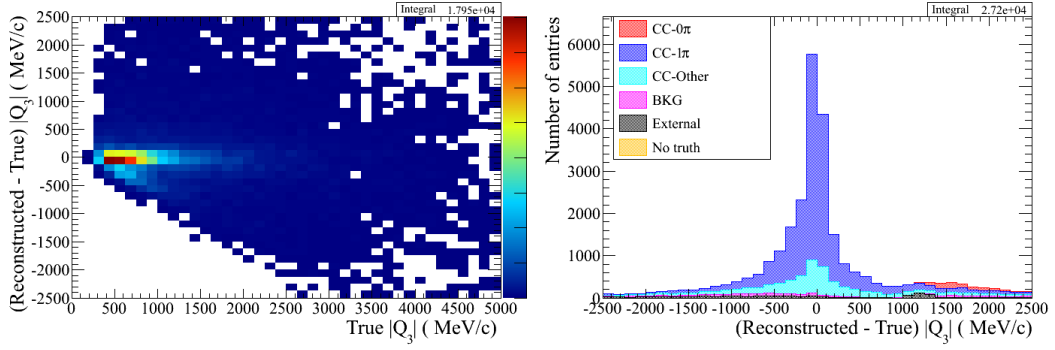 Integral 1.795e+04
(Reconstructed - True) |Q3| ( MeV/c)
2500
2000
1500
1000
500
0
-500
-1000
-1500
-2000
-2500
0 500 1000 1500 2000 2500 3000 3500 4000 4500 5000
True |Q3| ( MeV/c)
Integral 2.72e+04
Number of entries
6000
5000
4000
3000
2000
1000
0
CC-0π
CC-1π
CC-Other
BKG
External
No truth
-2500 -2000 -1500 -1000 -500 0 500 1000 1500 2000 2500
(Reconstructed - True) |Q3| ( MeV/c)